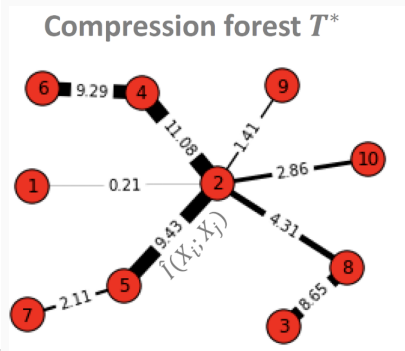 Compression forest T*
6 9.29 4 9
11.08 1.41 10
1 0.21 2 2.86
9.43 4.31
Î(Xᵢ; Xⱼ)
5 8
7 2.11 8.65
3